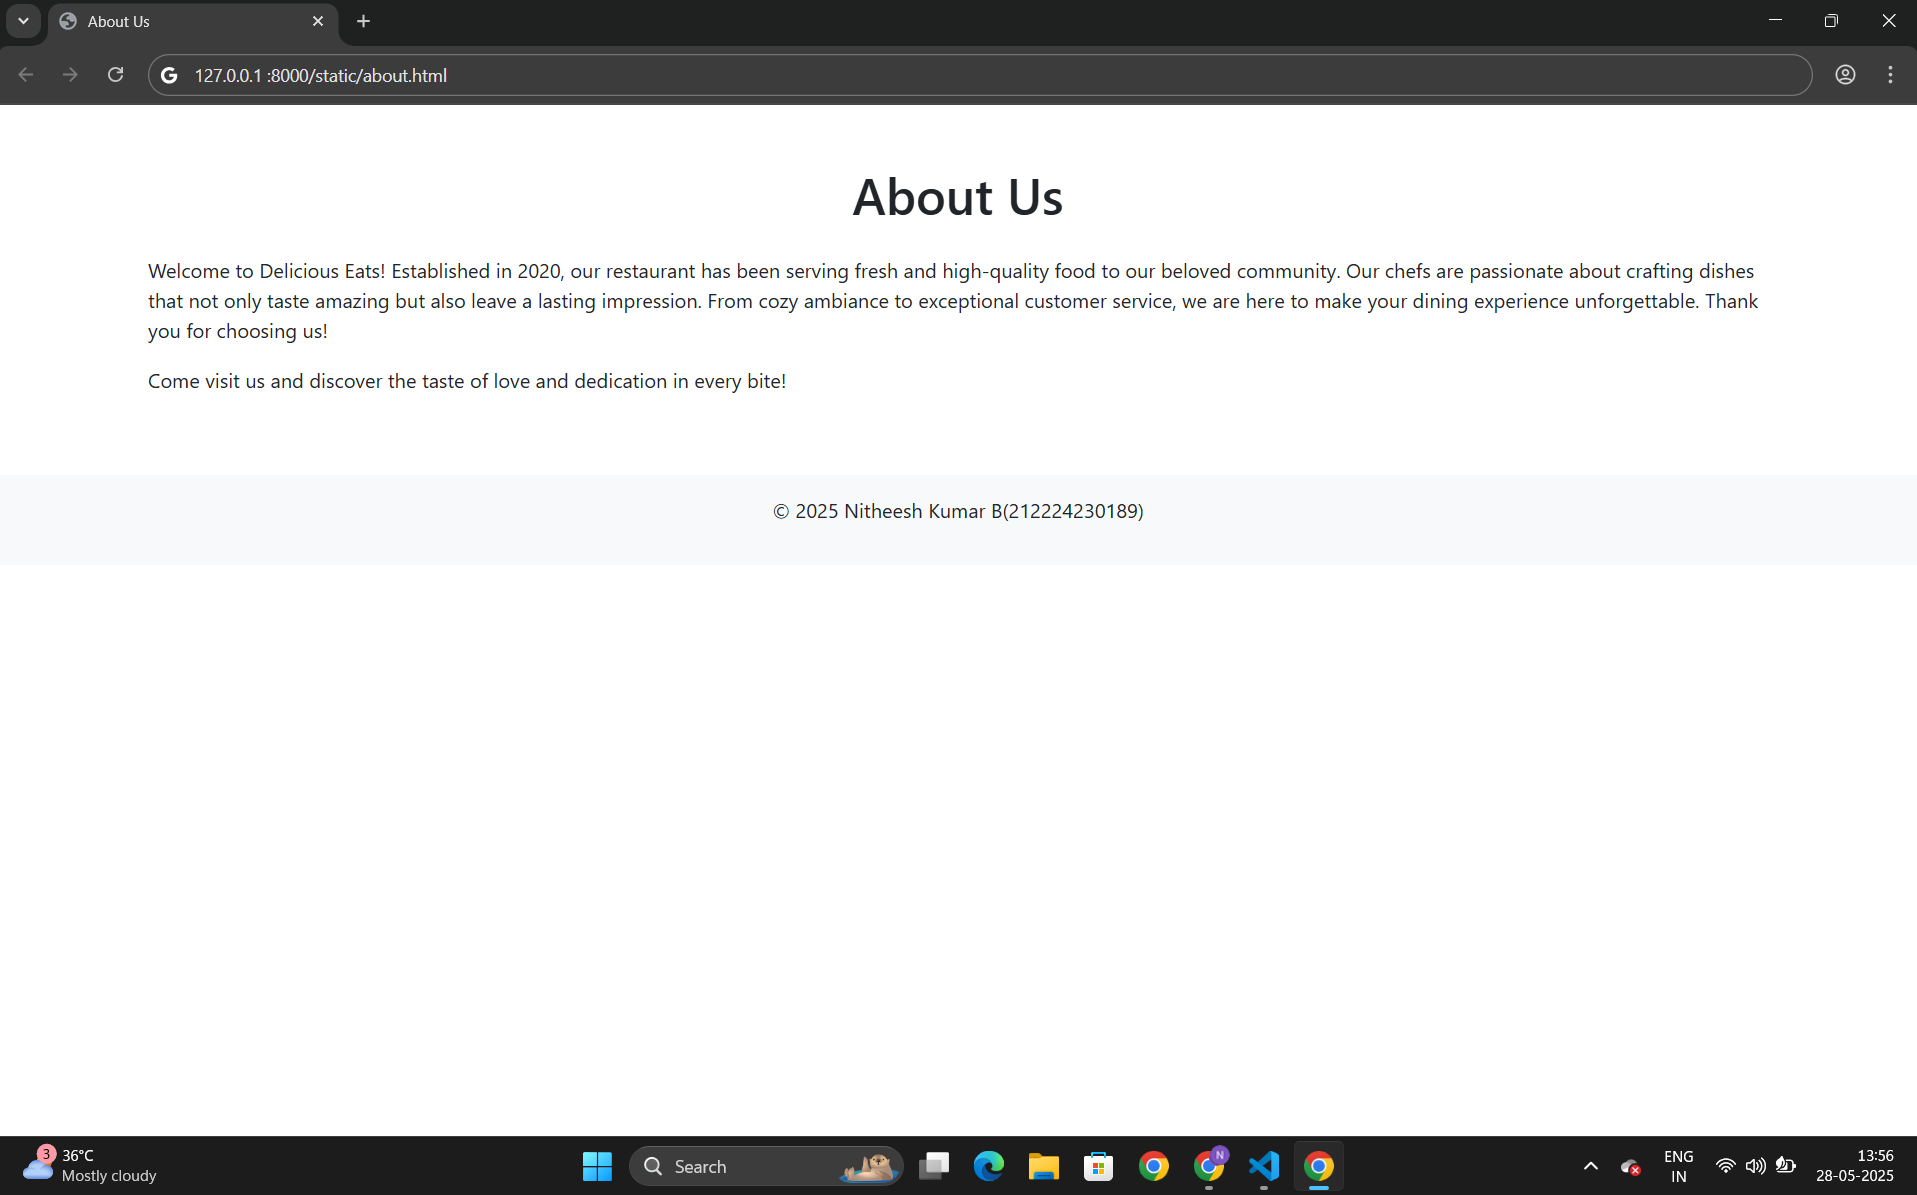 About Us
127.0.0.1 :8000/static/about.html
About Us
Welcome to Delicious Eats! Established in 2020, our restaurant has been serving fresh and high-quality food to our beloved community. Our chefs are passionate about crafting dishes
that not only taste amazing but also leave a lasting impression. From cozy ambiance to exceptional customer service, we are here to make your dining experience unforgettable. Thank
you for choosing us!
Come visit us and discover the taste of love and dedication in every bite!
© 2025 Nitheesh Kumar B(212224230189)
3
36°C
Mostly cloudy
Search
N
ENG
IN
13:56
28-05-2025